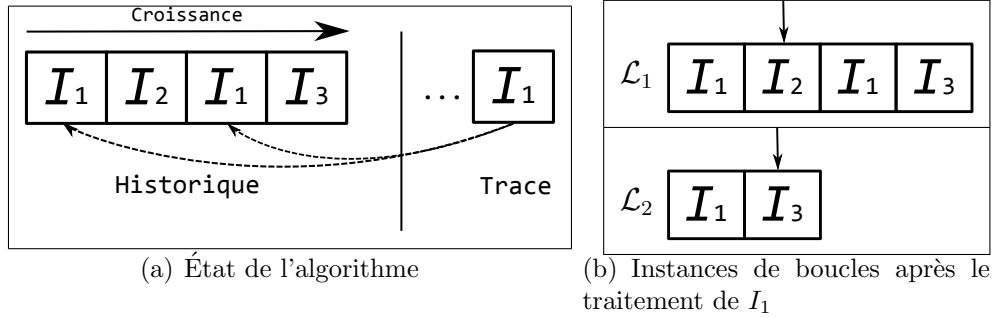 Croissance
I₁ I₂ I₁ I₃ ... I₁
Historique Trace
(a) État de l'algorithme
ℒ₁ I₁ I₂ I₁ I₃
ℒ₂ I₁ I₃
(b) Instances de boucles après le
traitement de I₁